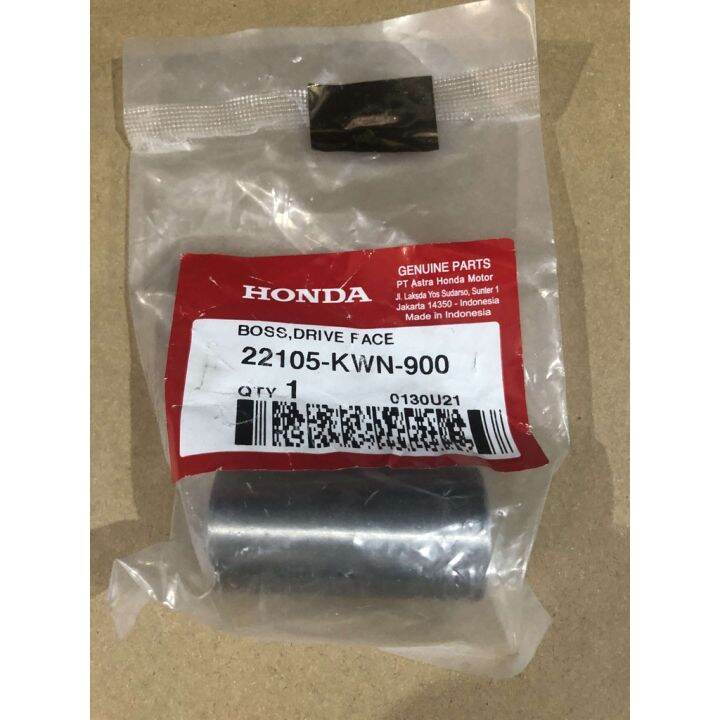 HONDA
GENUINE PARTS
PT Astra Honda Motor
Jl. Laksda Yos Sudarso, Sunter 1
Jakarta 14350 - Indonesia
Made in Indonesia
BOSS,DRIVE FACE
22105-KWN-900
QTY 1 0130U21